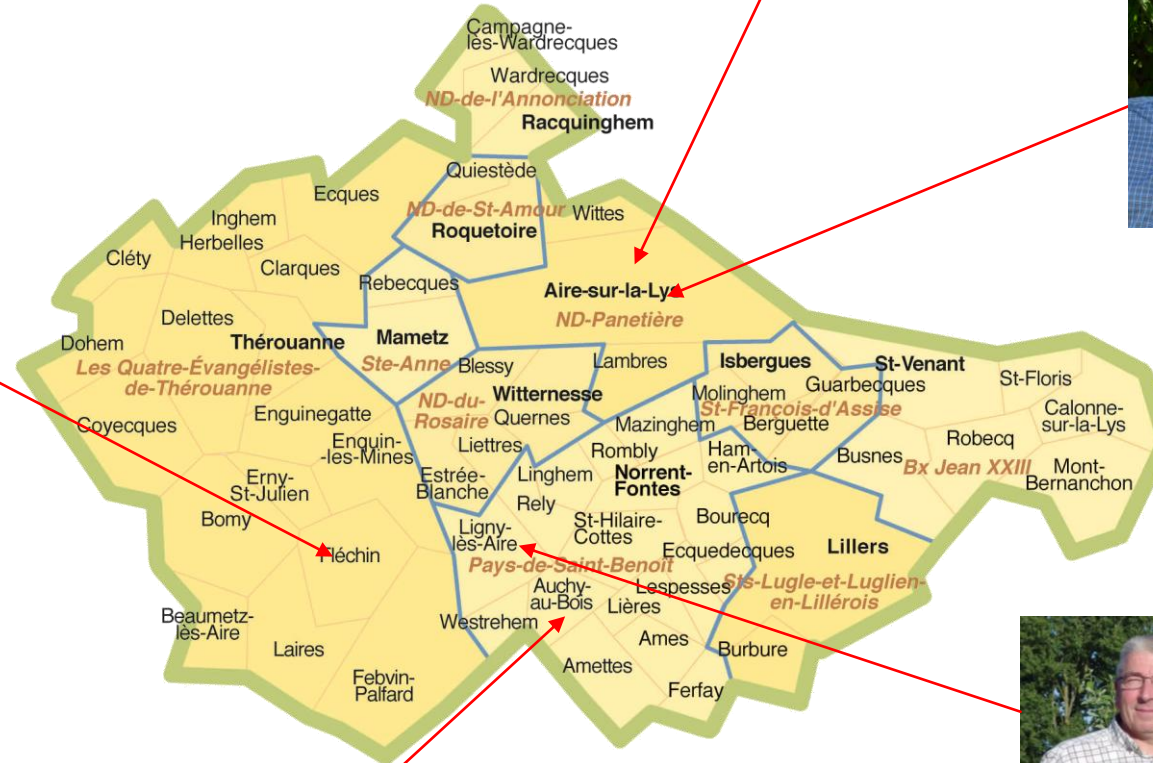 Campagne-
lès-Wardrecques
Wardrecques
ND-de-l'Annonciation
Racquinghem
Quiestède
Ecques
ND-de-St-Amour
Wittes
Inghem
Roquetoire
Herbelles
Cléty
Clarques
Rebecques
Aire-sur-la-Lys
Delettes
ND-Panetière
Dohem
Thérouanne
Mametz
Les Quatre-Évangélistes-
de-Thérouanne
Ste-Anne
Blessy
Lambres
Isbergues
St-Venant
St-Floris
Witternesse
Molinghem
Guarbecques
ND-du-
Rosaire
Quernes
St-François-d'Assise
Calonne-
sur-la-Lys
Enguinegatte
Coyecques
Mazinghem
Berguette
Enquin-
-les-Mines
Liettres
Rombly
Ham-
en-Artois
Busnes
Robecq
Bx Jean XXIII
Mont-
Bernanchon
Erny-
St-Julien
Estrée-
Blanche
Linghem
Norrent-
Fontes
Rely
Bomy
Ligny-
lès-Aire
St-Hilaire-
Cottes
Bourecq
Fléchin
Ecquedecques
Lillers
Pays-de-Saint-Benoît
Auchy-
au-Bois
Lespesses
Sts-Lugle-et-Luglien-
en-Lillérois
Lières
Beaumetz-
lès-Aire
Westrehem
Laires
Ames
Burbure
Amettes
Febvin-
Palfard
Ferfay